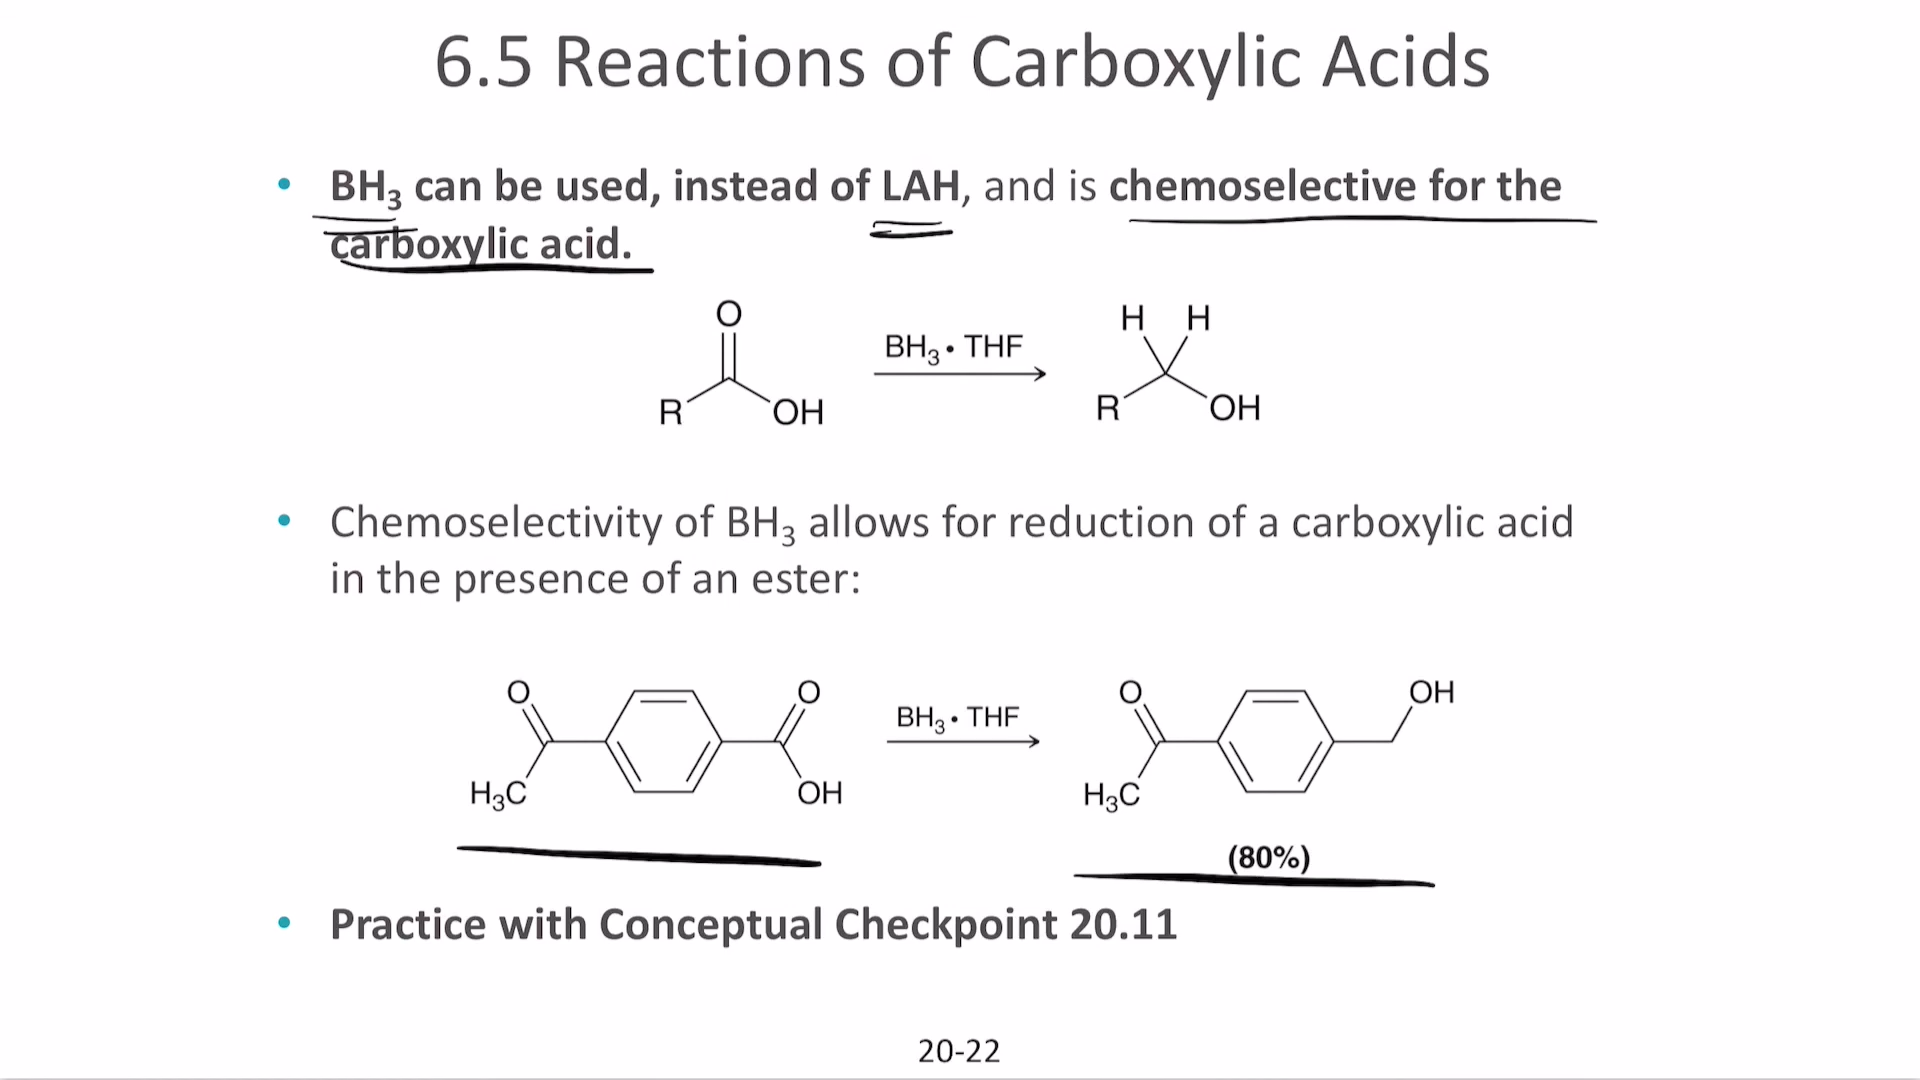 6.5 Reactions of Carboxylic Acids
• BH₃ can be used, instead of LAH, and is chemoselective for the
carboxylic acid.
O
R
OH
BH₃ • THF
H H
R
OH
• Chemoselectivity of BH₃ allows for reduction of a carboxylic acid
in the presence of an ester:
O
H₃C
O
OH
BH₃ • THF
O
H₃C
OH
(80%)
• Practice with Conceptual Checkpoint 20.11
20-22